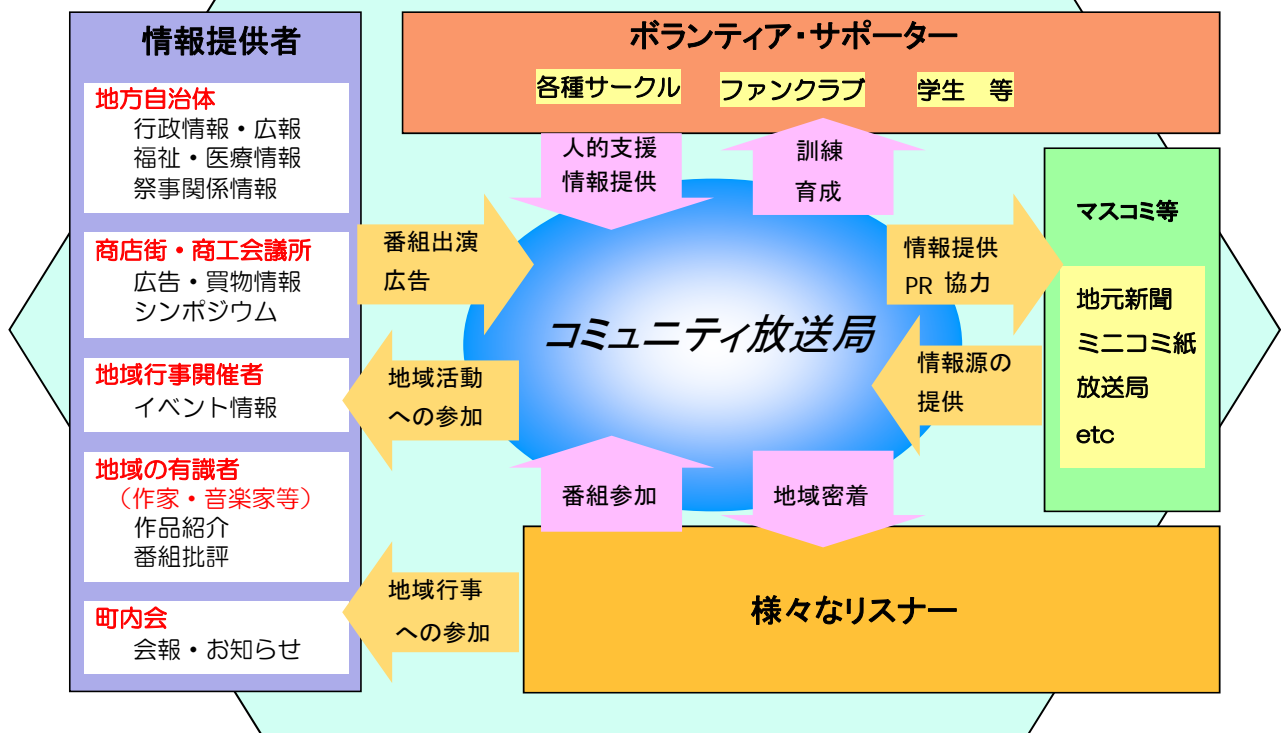 情報提供者
地方自治体
行政情報・広報
福祉・医療情報
祭事関係情報
商店街・商工会議所
広告・買物情報
シンポジウム
地域行事開催者
イベント情報
地域の有識者
（作家・音楽家等）
作品紹介
番組批評
町内会
会報・お知らせ
ボランティア・サポーター
各種サークル
ファンクラブ
学生　等
人的支援
情報提供
訓練
育成
番組出演
広告
情報提供
PR 協力
コミュニティ放送局
地域活動
への参加
情報源の
提供
番組参加
地域密着
マスコミ等
地元新聞
ミニコミ紙
放送局
etc
地域行事
への参加
様々なリスナー